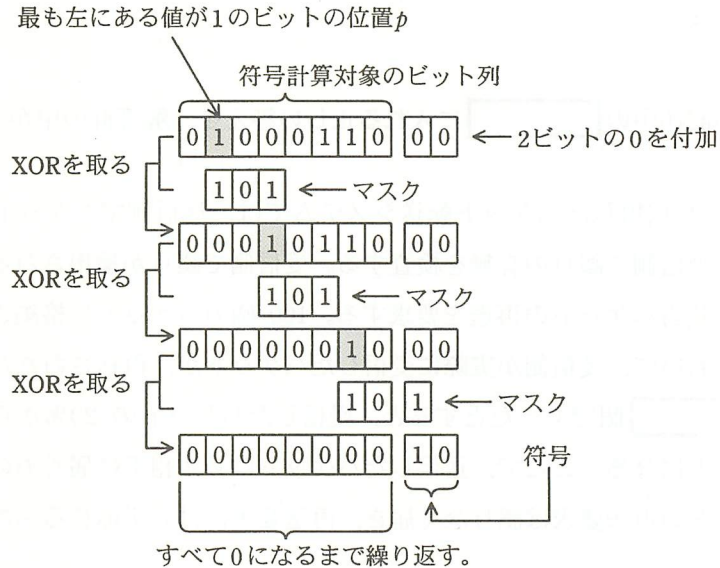 最も左にある値が1のビットの位置p
符号計算対象のビット列
0 1 0 0 0 1 1 0 0 0 ←2ビットの0を付加
XORを取る
1 0 1 ←マスク
0 0 0 1 0 1 1 0 0 0
XORを取る
1 0 1 ←マスク
0 0 0 0 0 0 1 0 0 0
XORを取る
1 0 1 ←マスク
0 0 0 0 0 0 0 0 1 0
符号
すべて0になるまで繰り返す。